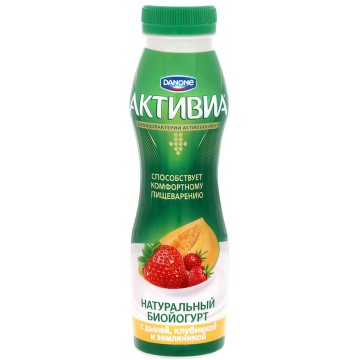 DANONE
АКТИВИА
СПОСОБСТВУЕТ
КОМФОРТНОМУ
ПИЩЕВАРЕНИЮ
НАТУРАЛЬНЫЙ
БИОЙОГУРТ
с дыней, клубникой
и земляникой